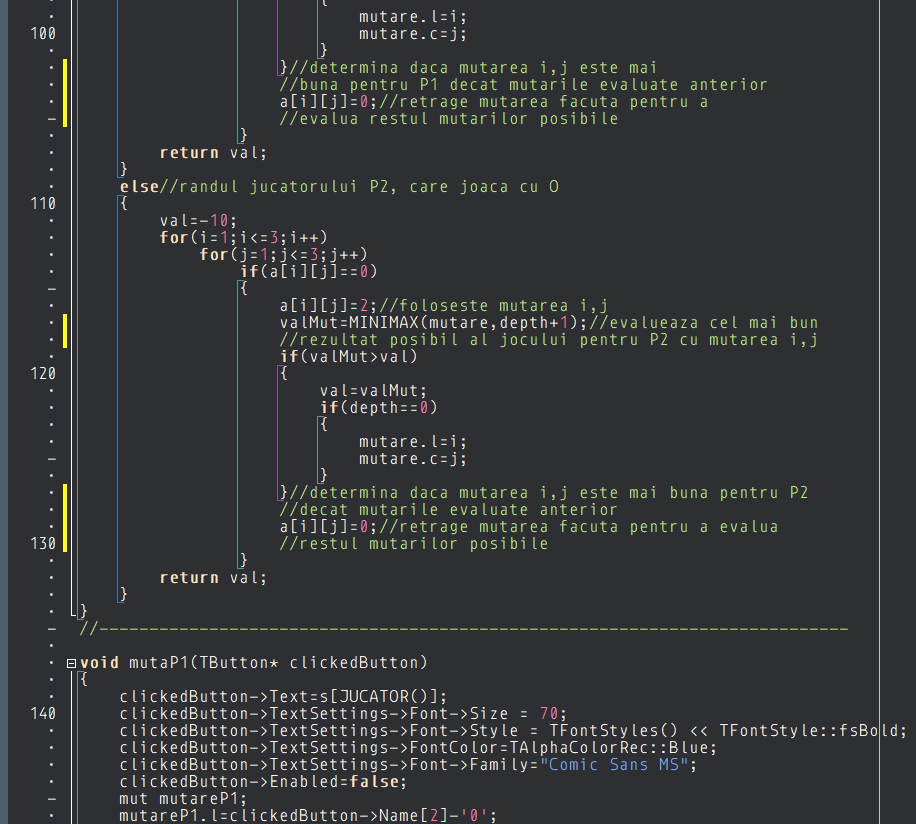 {
mutare.l=i;
100 mutare.c=j;
}
}//determina daca mutarea i,j este mai
//buna pentru P1 decat mutarile evaluate anterior
a[i][j]=0;//retrage mutarea facuta pentru a
//evalua restul mutarilor posibile
}
return val;
}
else//randul jucatorului P2, care joaca cu O
110 {
val=-10;
for(i=1;i<=3;i++)
for(j=1;j<=3;j++)
if(a[i][j]==0)
{
a[i][j]=2;//foloseste mutarea i,j
valMut=MINIMAX(mutare,depth+1);//evalueaza cel mai bun
//rezultat posibil al jocului pentru P2 cu mutarea i,j
if(valMut>val)
120 {
val=valMut;
if(depth==0)
{
mutare.l=i;
mutare.c=j;
}
}//determina daca mutarea i,j este mai buna pentru P2
//decat mutarile evaluate anterior
a[i][j]=0;//retrage mutarea facuta pentru a evalua
130 //restul mutarilor posibile
}
return val;
}
}
//---------------------------------------------------------------------------
void mutaP1(TButton* clickedButton)
{
clickedButton->Text=s[JUCATOR()];
140 clickedButton->TextSettings->Font->Size = 70;
clickedButton->TextSettings->Font->Style = TFontStyles() << TFontStyle::fsBold;
clickedButton->TextSettings->FontColor=TAlphaColorRec::Blue;
clickedButton->TextSettings->Font->Family="Comic Sans MS";
clickedButton->Enabled=false;
mut mutareP1;
mutareP1.l=clickedButton->Name[2]-'0';